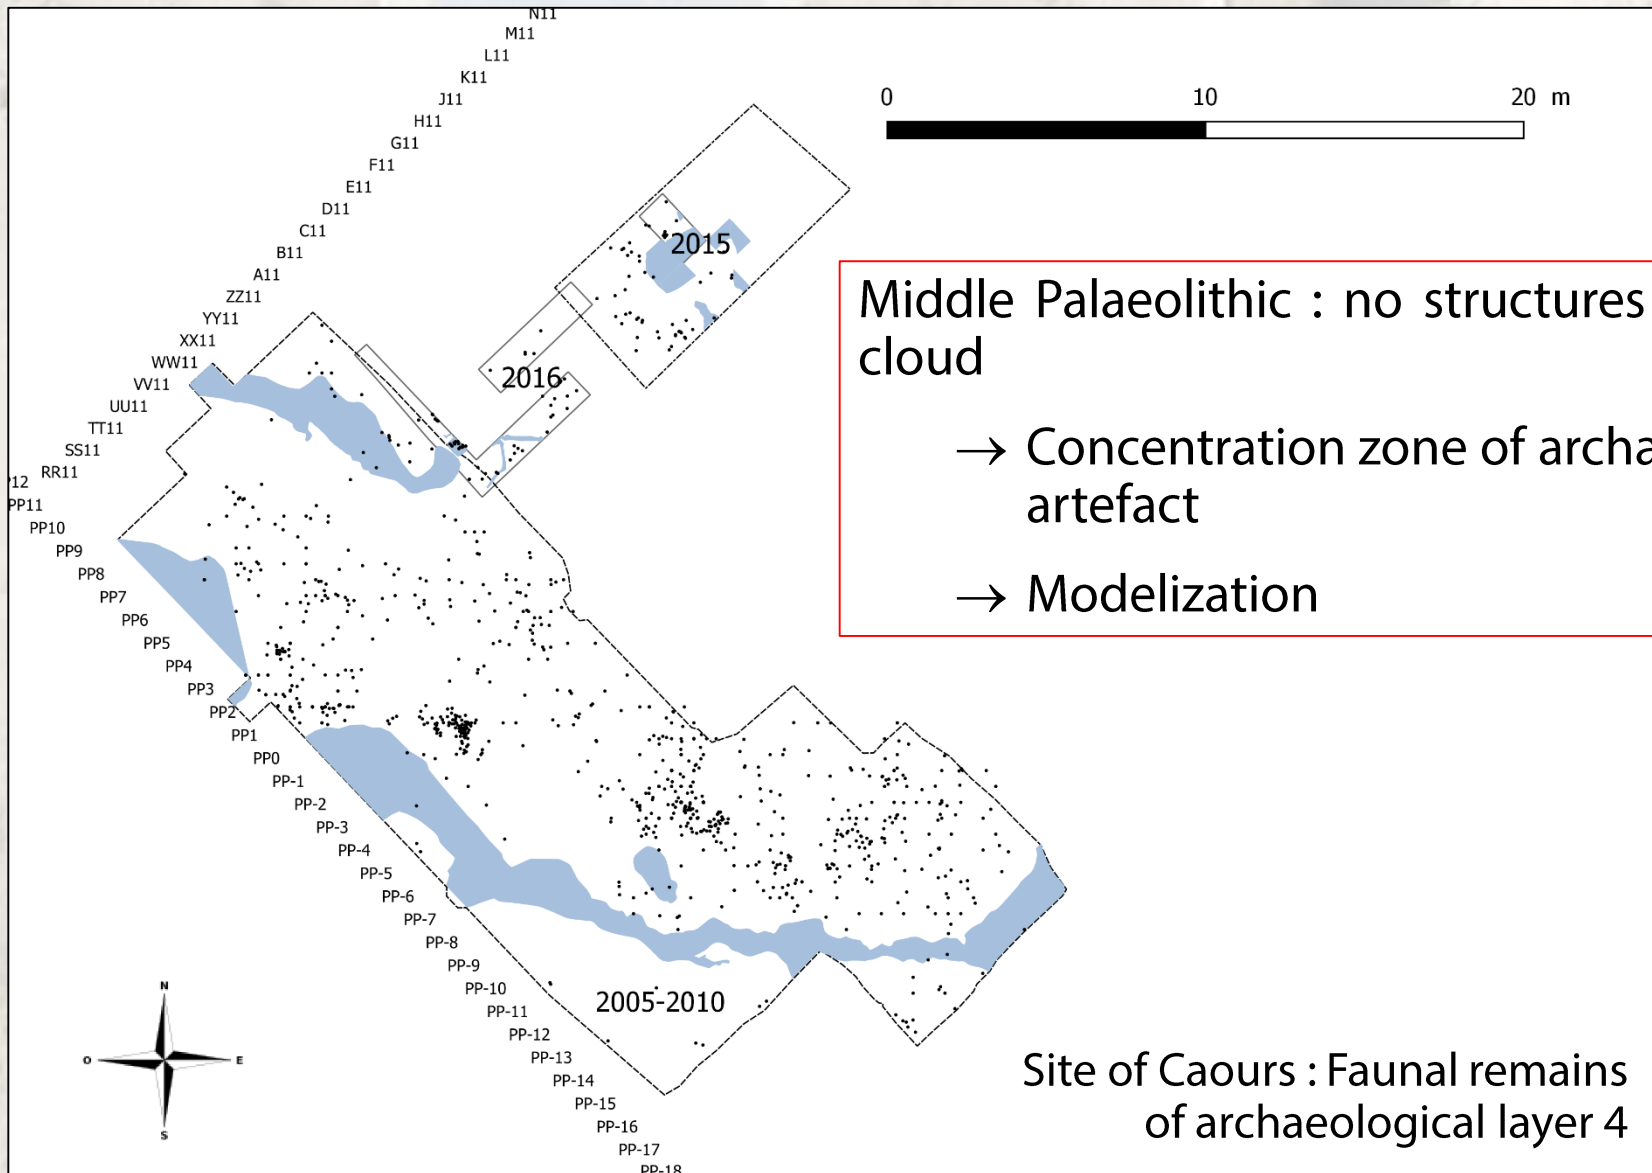 N11
M11
L11
K11
J11
H11
G11
F11
E11
D11
C11
B11
A11
ZZ11
YY11
XX11
WW11
VV11
UU11
TT11
SS11
RR11
PP11
PP10
PP9
PP8
PP7
PP6
PP5
PP4
PP3
PP2
PP1
PP0
PP-1
PP-2
PP-3
PP-4
PP-5
PP-6
PP-7
PP-8
PP-9
PP-10
PP-11
PP-12
PP-13
PP-14
PP-15
PP-16
PP-17
PP-18
0 10 20 m
2015
2016
2005-2010
Middle Palaeolithic : no structures
cloud
→ Concentration zone of archa
artefact
→ Modelization
N
O E
S
Site of Caours : Faunal remains
of archaeological layer 4